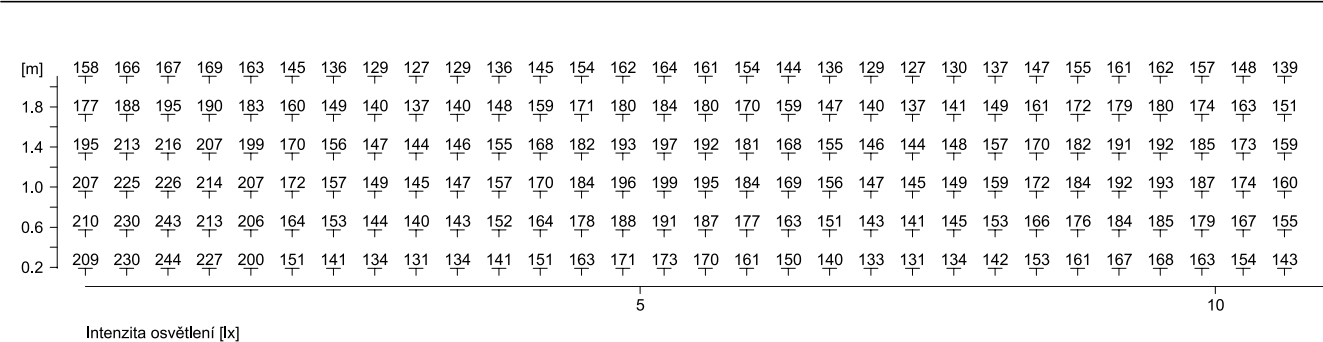 [m] 158 166 167 169 163 145 136 129 127 129 136 145 154 162 164 161 154 144 136 129 127 130 137 147 155 161 162 157 148 139
1.8 177 188 195 190 183 160 149 140 137 140 148 159 171 180 184 180 170 159 147 140 137 141 149 161 172 179 180 174 163 151
1.4 195 213 216 207 199 170 156 147 144 146 155 168 182 193 197 192 181 168 155 146 144 148 157 170 182 191 192 185 173 159
1.0 207 225 226 214 207 172 157 149 145 147 157 170 184 196 199 195 184 169 156 147 145 149 159 172 184 192 193 187 174 160
0.6 210 230 243 213 206 164 153 144 140 143 152 164 178 188 191 187 177 163 151 143 141 145 153 166 176 184 185 179 167 155
0.2 209 230 244 227 200 151 141 134 131 134 141 151 163 171 173 170 161 150 140 133 131 134 142 153 161 167 168 163 154 143
5 10
Intenzita osvětlení [lx]